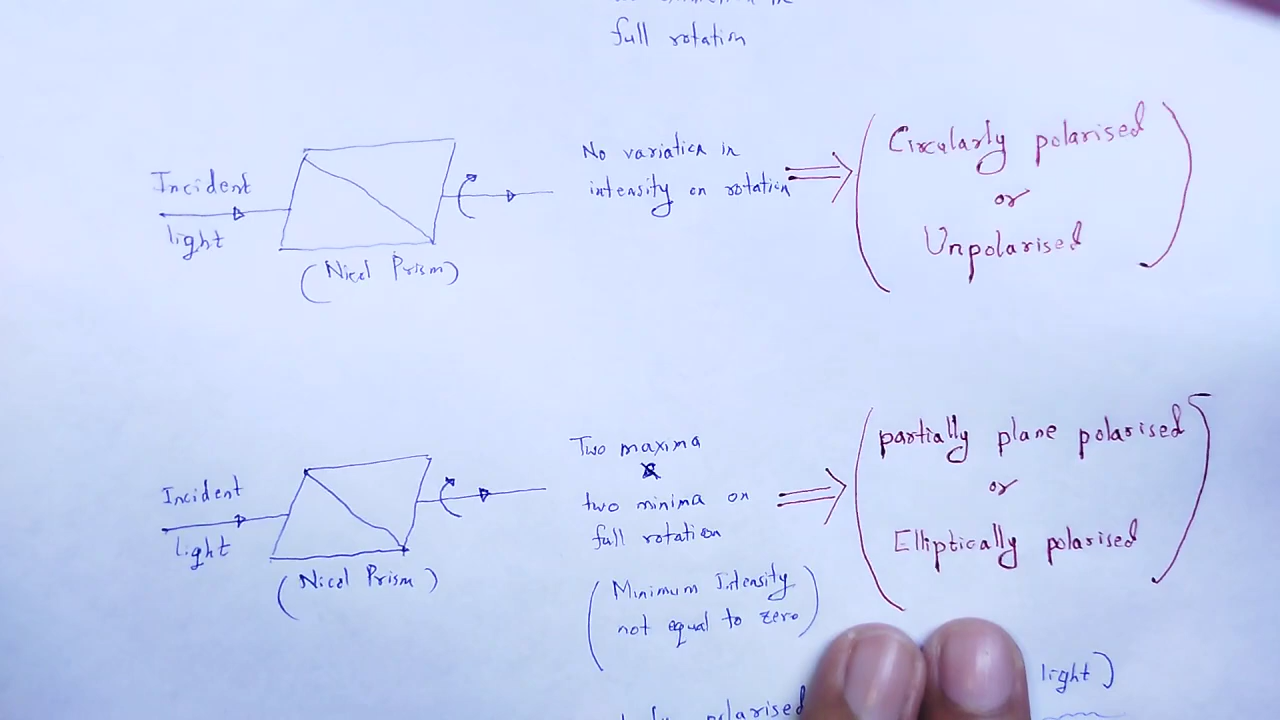 full rotation
Incident
light
(Nicol Prism)
No variation in
intensity on rotation
Circularly polarised
or
Unpolarised
Incident
light
(Nicol Prism)
Two maxima
&
two minima on
full rotation
(Minimum Intensity
not equal to zero)
partially plane polarised
or
Elliptically polarised
light)
polarised